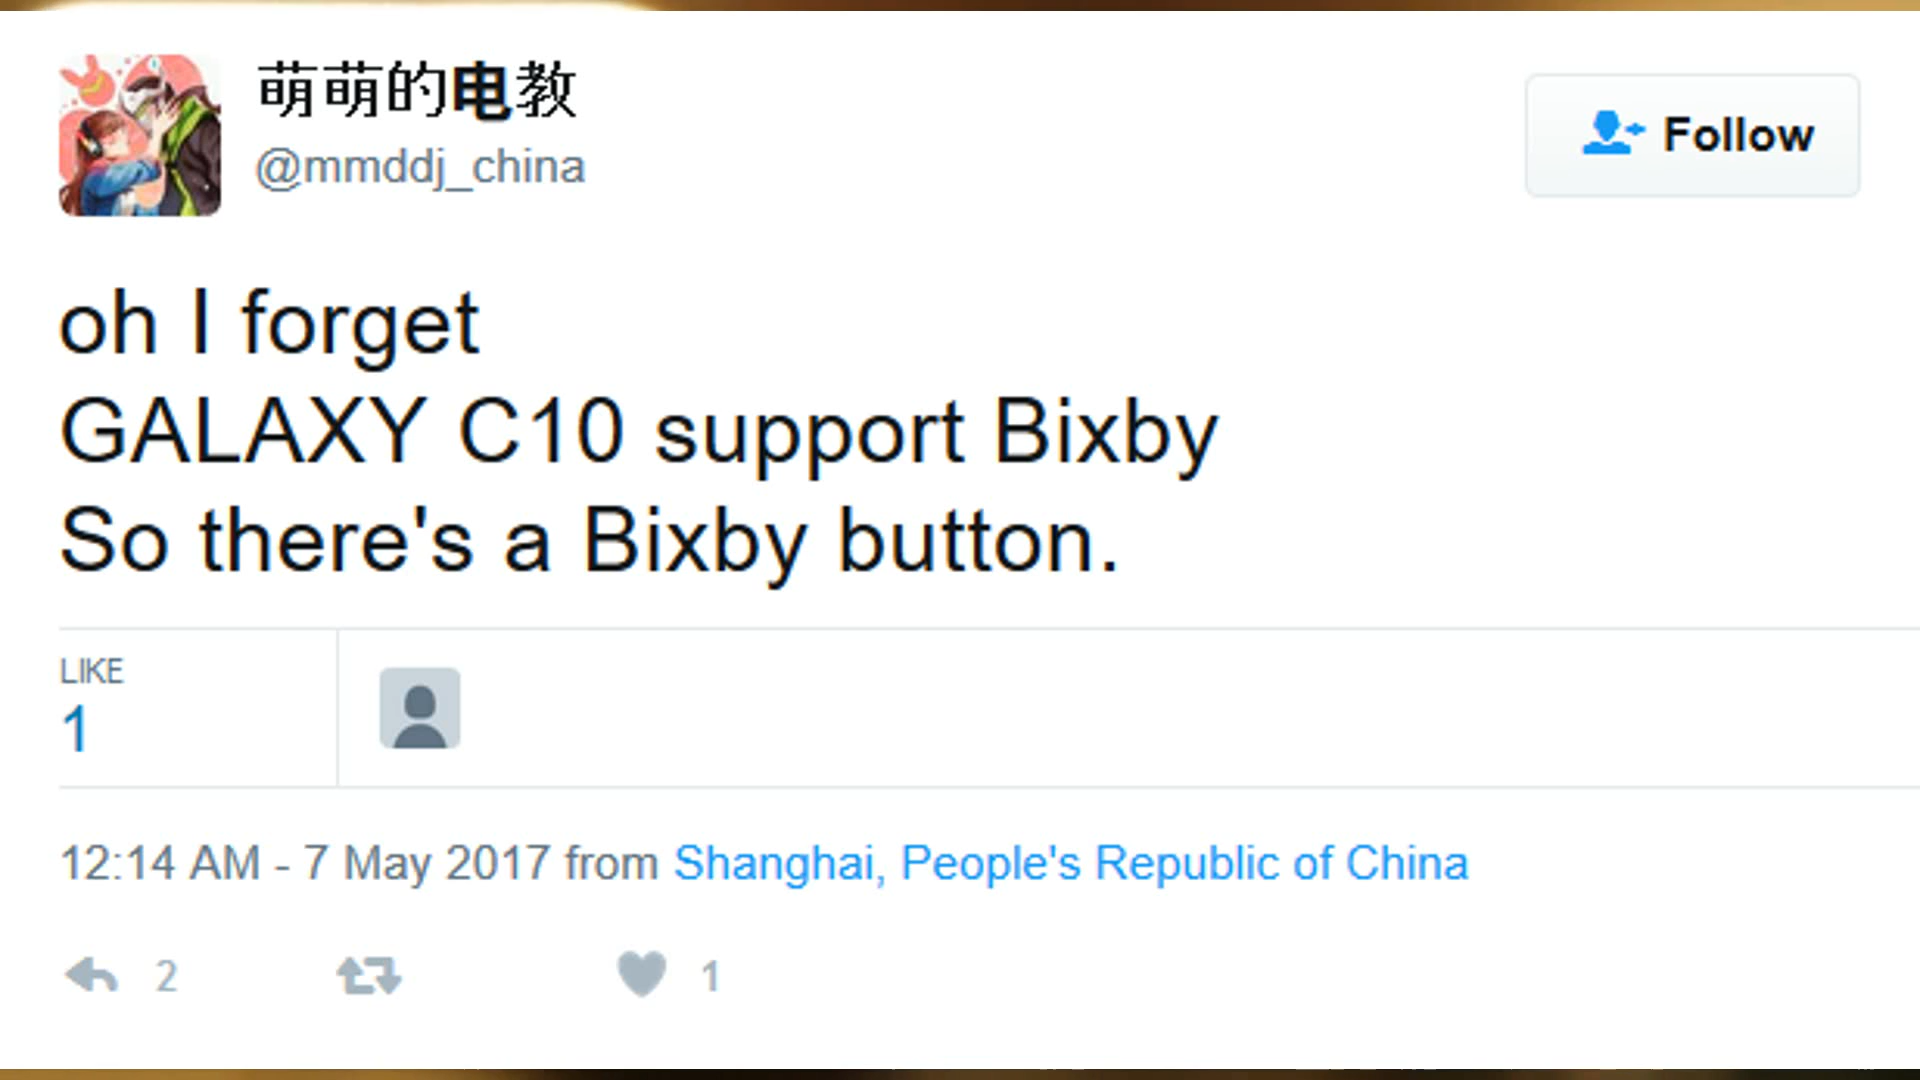 萌萌的电教
@mmddj_china
Follow
oh I forget
GALAXY C10 support Bixby
So there's a Bixby button.
LIKE
1
12:14 AM - 7 May 2017 from Shanghai, People's Republic of China
2
1